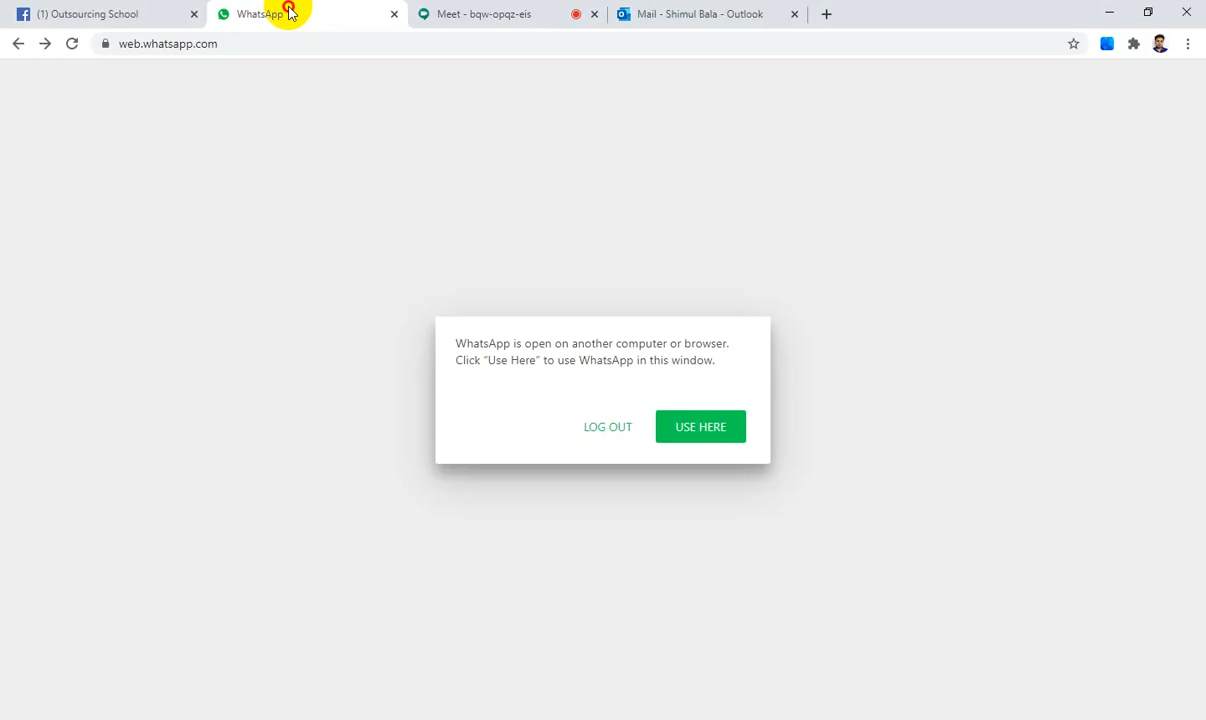 (1) Outsourcing School
WhatsApp
Meet - bqw-opqz-eis
Mail - Shimul Bala - Outlook
web.whatsapp.com
WhatsApp is open on another computer or browser.
Click “Use Here” to use WhatsApp in this window.
LOG OUT
USE HERE